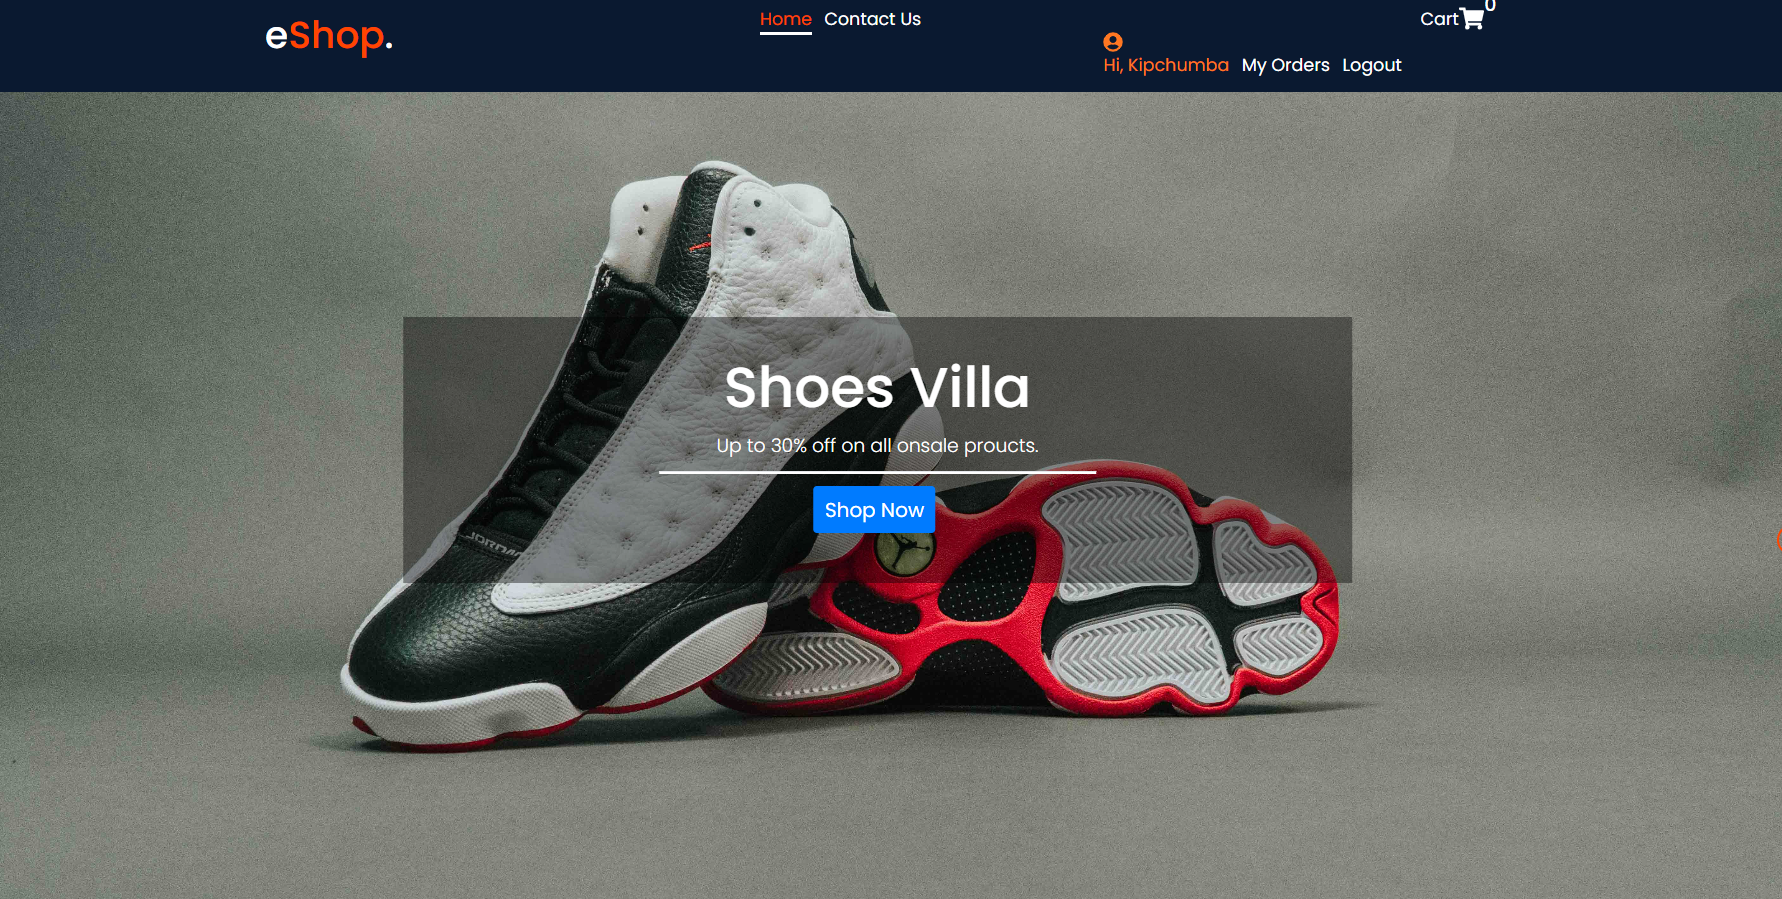 eShop.
Home Contact Us
Cart 0
Hi, Kipchumba My Orders Logout
Shoes Villa
Up to 30% off on all onsale proucts.
Shop Now
JORDAN